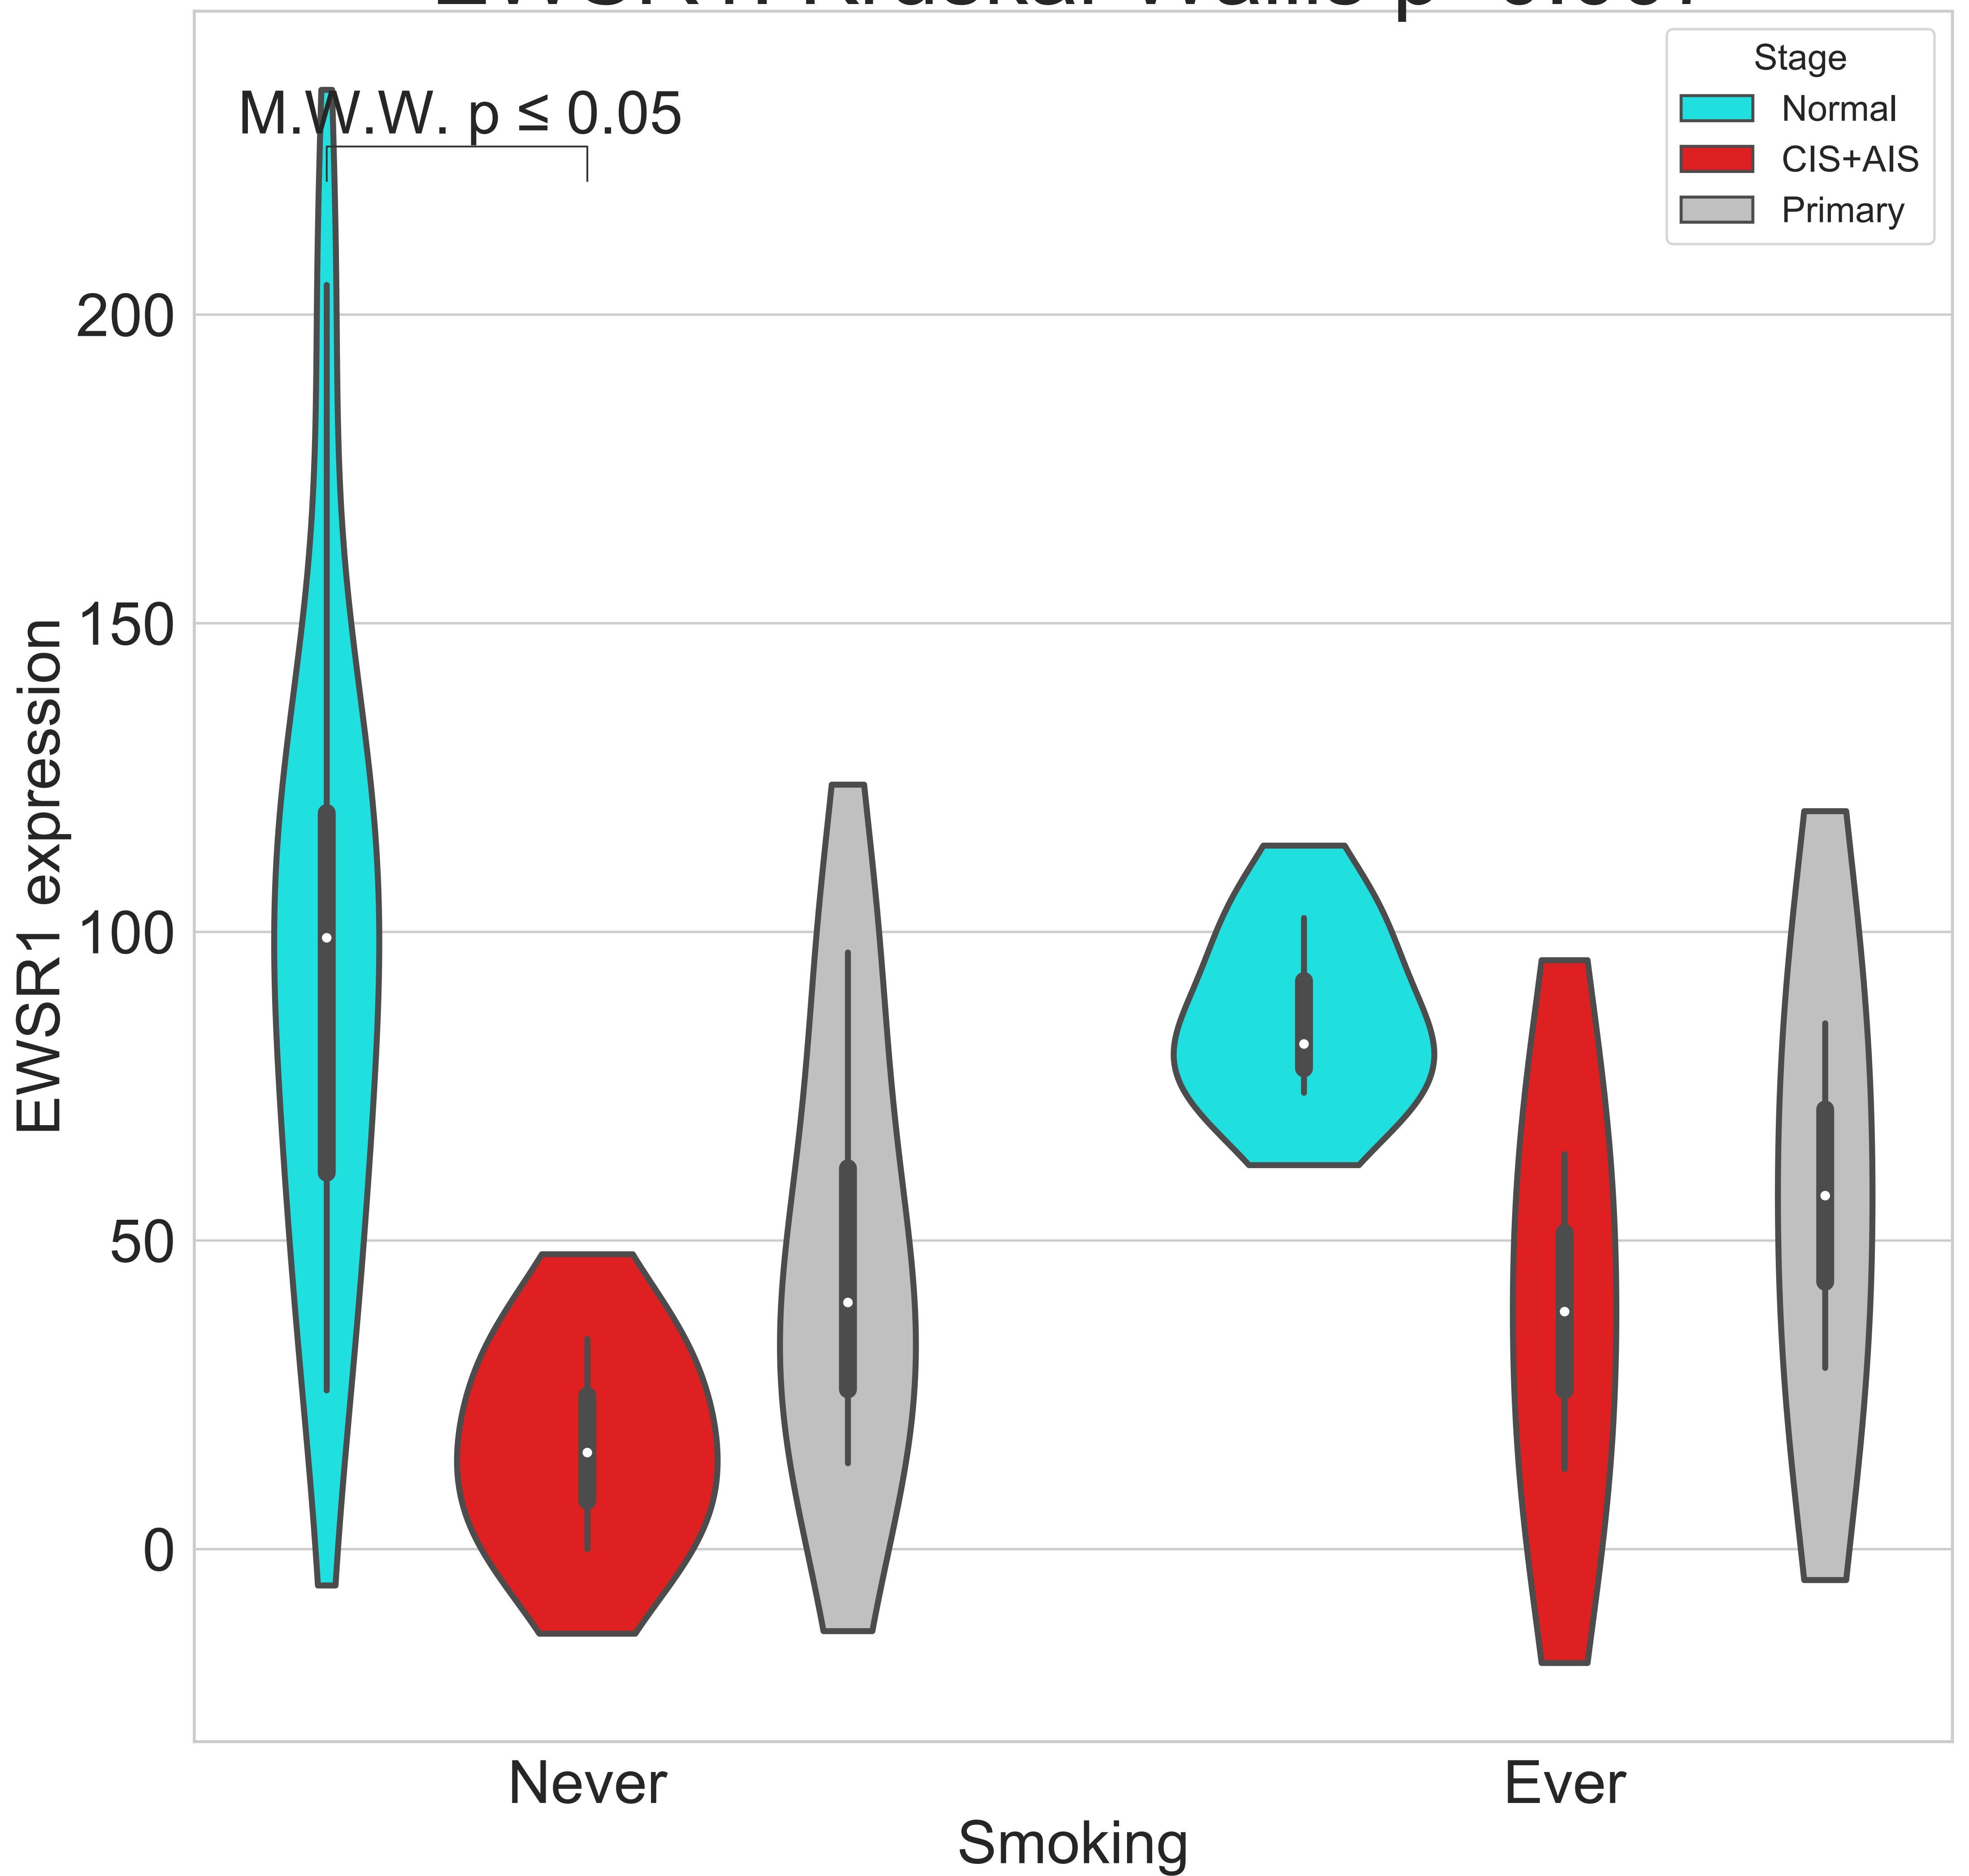 M.W.W. p ≤ 0.05
Stage
Normal
CIS+AIS
Primary
EWSR1 expression
200
150
100
50
0
Never
Ever
Smoking